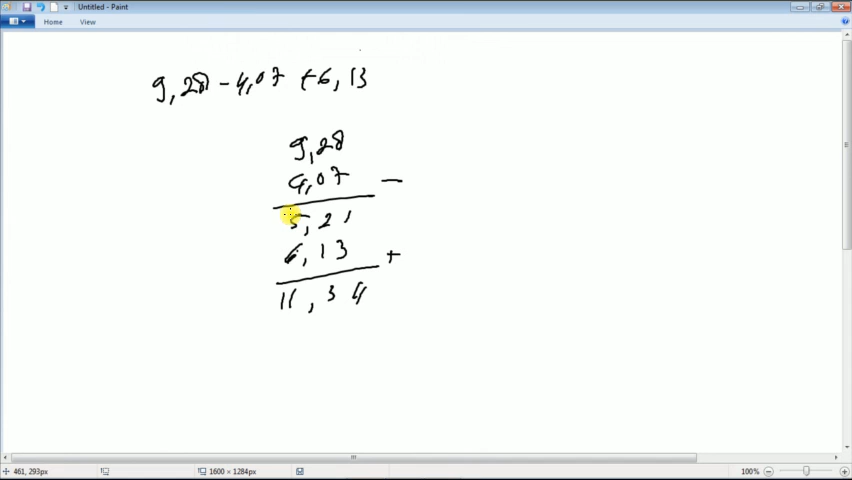 Untitled - Paint
Home View
9,28 - 4,07 + 6,13
9,28
4,07 -
5,21
6,13 +
11,34
461, 293px 1600 × 1284px 100%